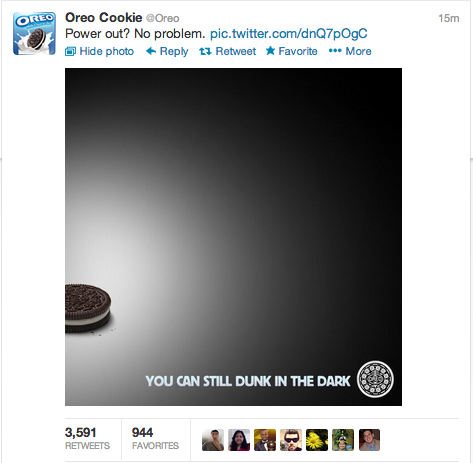 OREO
Oreo Cookie @Oreo 15m
Power out? No problem. pic.twitter.com/dnQ7pOgC
Hide photo Reply Retweet Favorite More
YOU CAN STILL DUNK IN THE DARK
3,591 944
RETWEETS FAVORITES